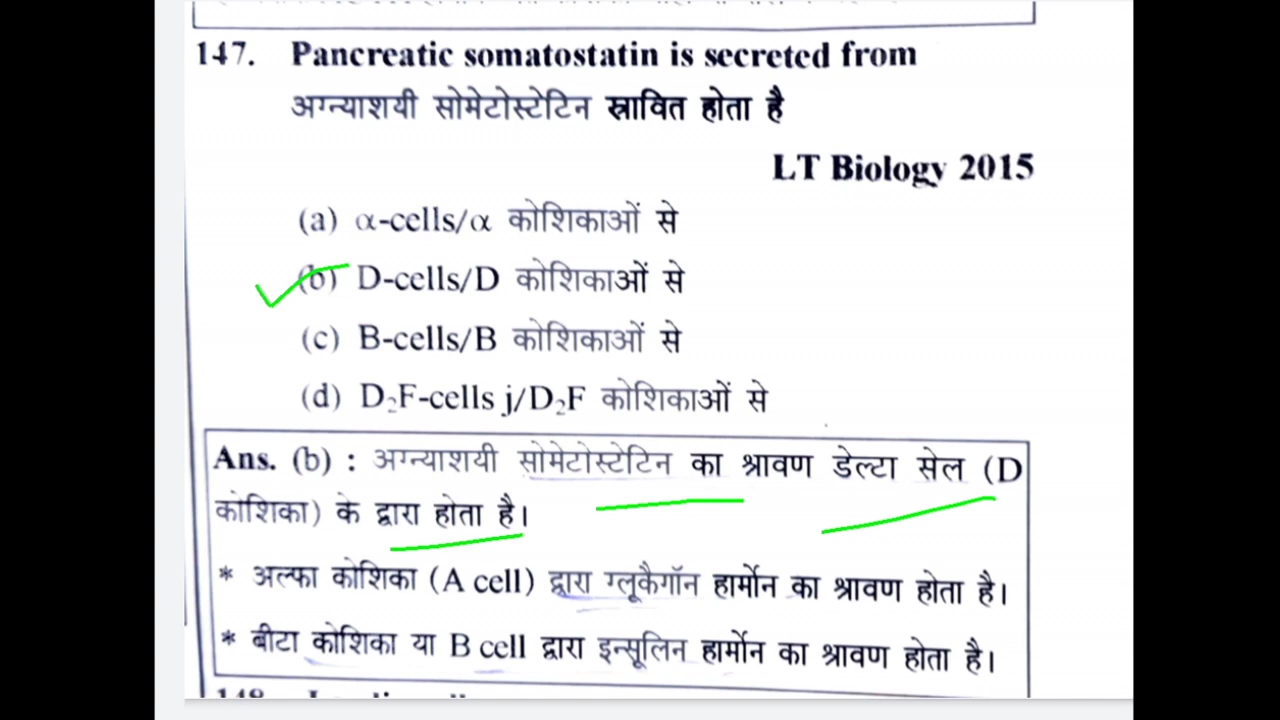 147. Pancreatic somatostatin is secreted from
अग्न्याशयी सोमेटोस्टेटिन स्रावित होता है
LT Biology 2015
(a) α-cells/α कोशिकाओं से
(b) D-cells/D कोशिकाओं से
(c) B-cells/B कोशिकाओं से
(d) D₂F-cells j/D₂F कोशिकाओं से
Ans. (b) : अग्न्याशयी सोमेटोस्टेटिन का श्रावण डेल्टा सेल (D
कोशिका) के द्वारा होता है।
* अल्फा कोशिका (A cell) द्वारा ग्लूकैगॉन हार्मोन का श्रावण होता है।
* बीटा कोशिका या B cell द्वारा इन्सूलिन हार्मोन का श्रावण होता है।